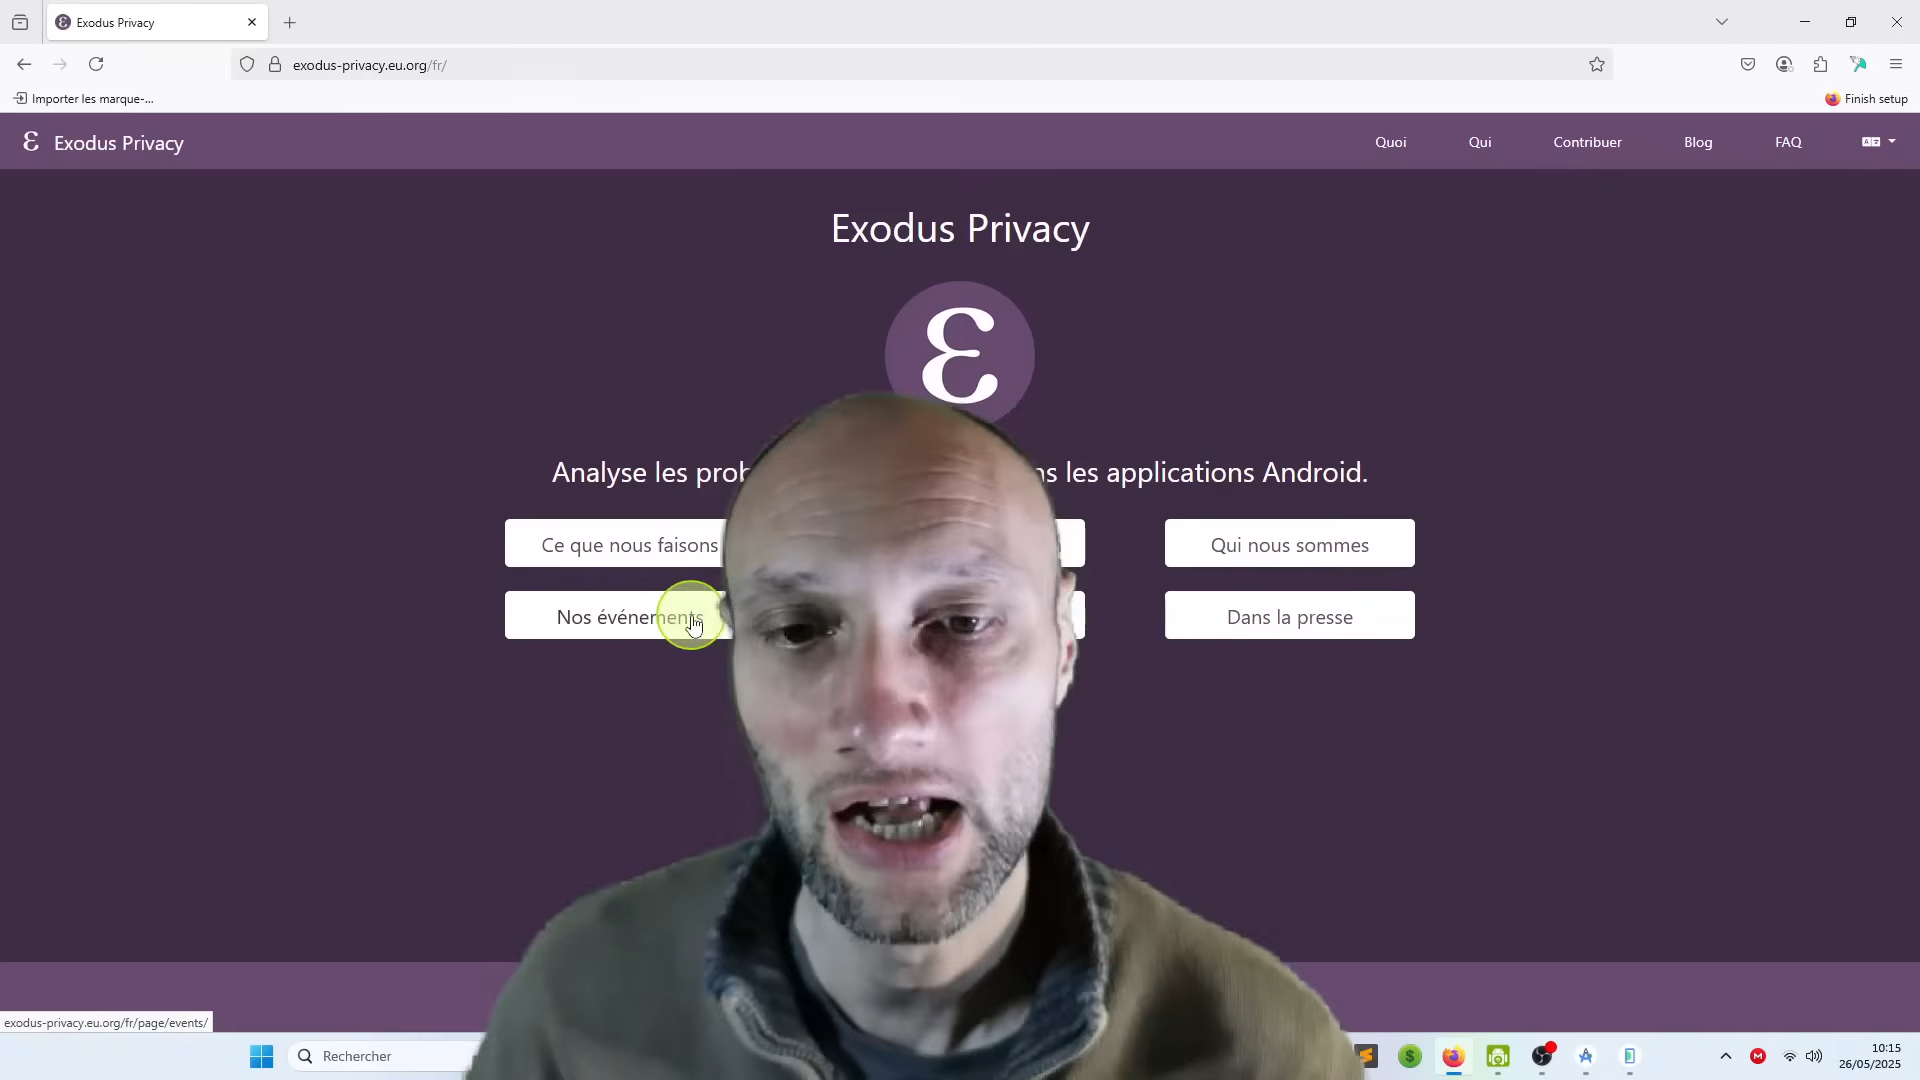 Exodus Privacy
exodus-privacy.eu.org/fr/
Importer les marque-...
Finish setup
ε Exodus Privacy
Quoi
Qui
Contribuer
Blog
FAQ
Exodus Privacy
ε
Analyse les
les applications Android.
Ce que nous faisons
Qui nous sommes
Nos événements
Dans la presse
exodus-privacy.eu.org/fr/page/events/
Rechercher
10:15
26/05/2025